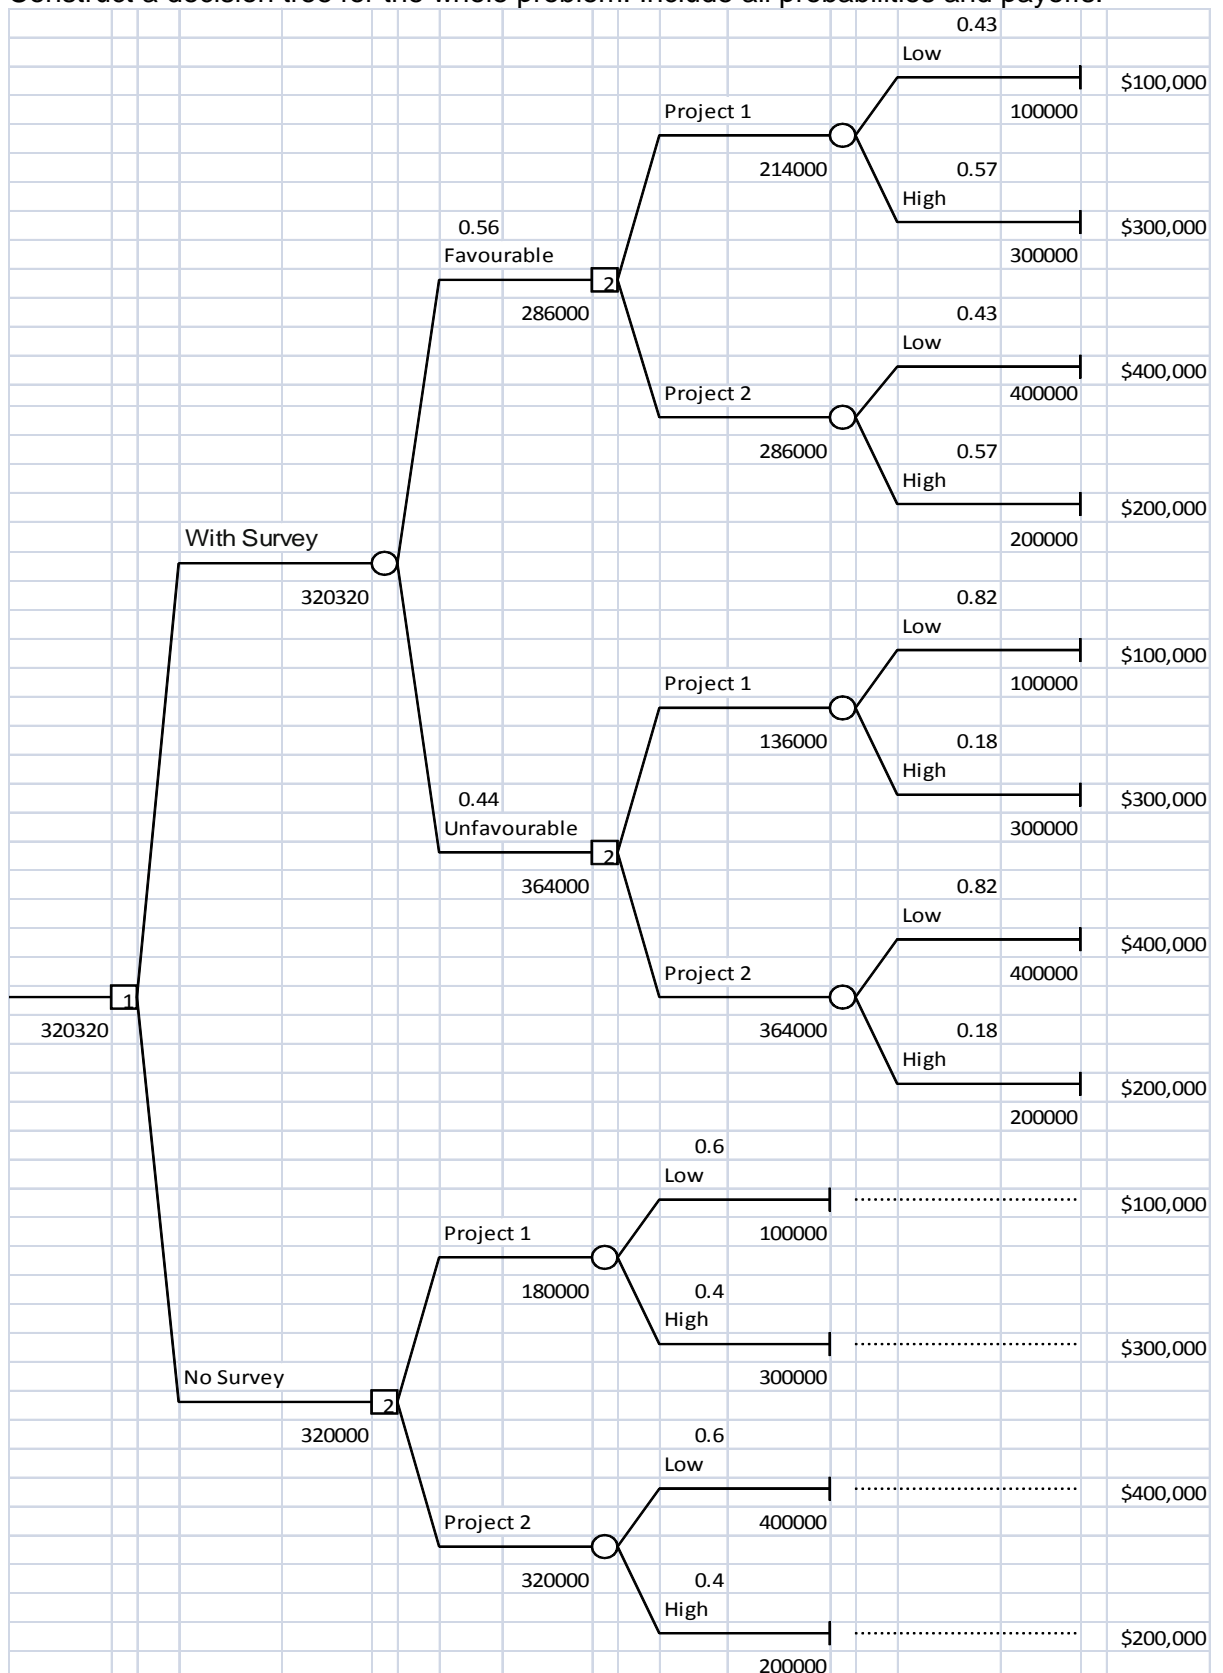 Construct a decision tree for the whole problem. Include all probabilities and payoffs.
0.43
Low
$100,000
Project 1
100000
214000
0.57
High
0.56
$300,000
Favourable
300000
2
286000
0.43
Low
$400,000
Project 2
400000
286000
0.57
High
$200,000
With Survey
200000
320320
0.82
Low
$100,000
Project 1
100000
136000
0.18
High
0.44
$300,000
Unfavourable
300000
2
364000
0.82
Low
$400,000
Project 2
400000
1
320320
364000
0.18
High
$200,000
200000
0.6
Low
$100,000
Project 1
100000
180000
0.4
High
$300,000
No Survey
300000
2
320000
0.6
Low
$400,000
Project 2
400000
320000
0.4
High
$200,000
200000